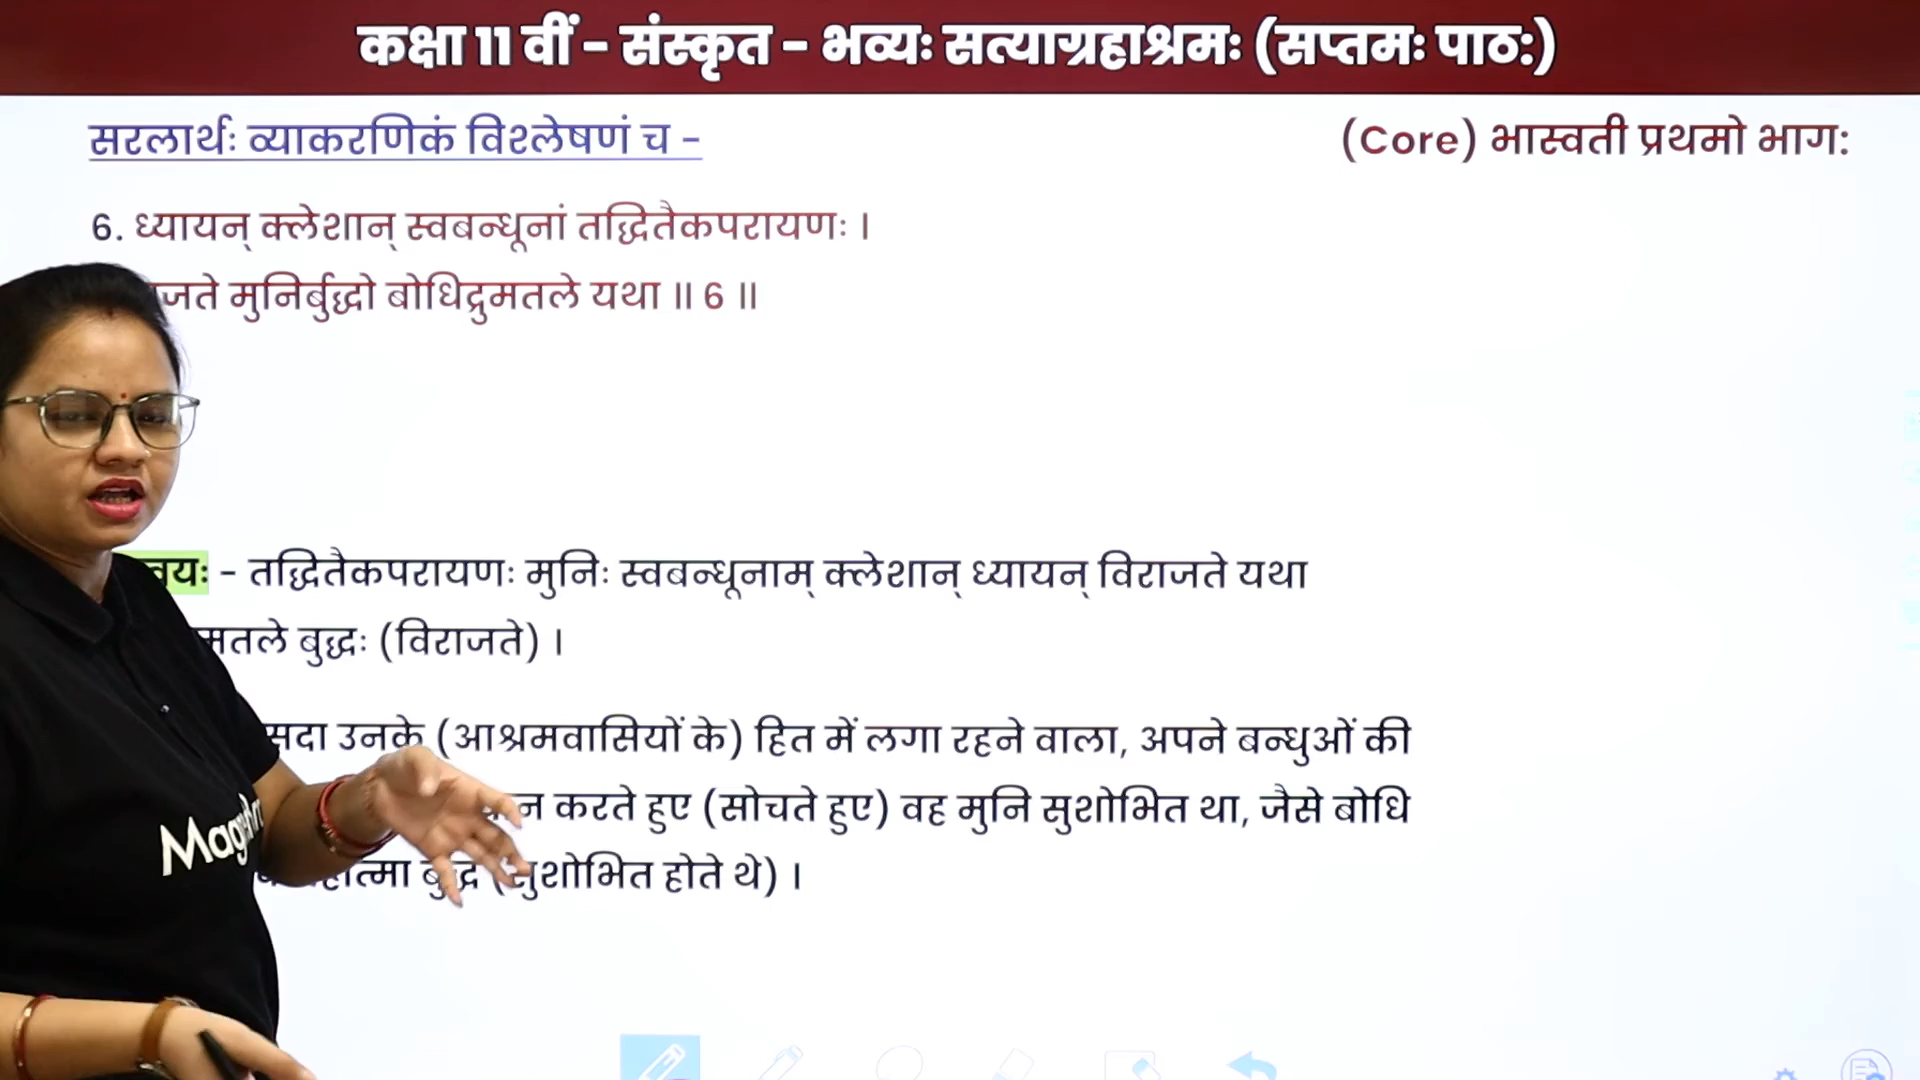 कक्षा 11 वीं - संस्कृत - भव्यः सत्याग्रहाश्रमः (सप्तमः पाठः)
सरलार्थः व्याकरणिकं विश्लेषणं च -
(Core) भास्वती प्रथमो भागः
6. ध्यायन् क्लेशान् स्वबन्धूनां तद्धितैकपरायणः ।
जते मुनिर्बुद्धो बोधिद्रुमतले यथा ॥ 6 ॥
वयः - तद्धितैकपरायणः मुनिः स्वबन्धूनाम् क्लेशान् ध्यायन् विराजते यथा
मतले बुद्धः (विराजते) ।
सदा उनके (आश्रमवासियों के) हित में लगा रहने वाला, अपने बन्धुओं की
न करते हुए (सोचते हुए) वह मुनि सुशोभित था, जैसे बोधि
बुद्ध (सुशोभित होते थे) ।